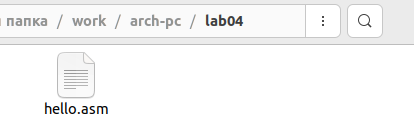 папка / work / arch-pc / lab04
hello.asm